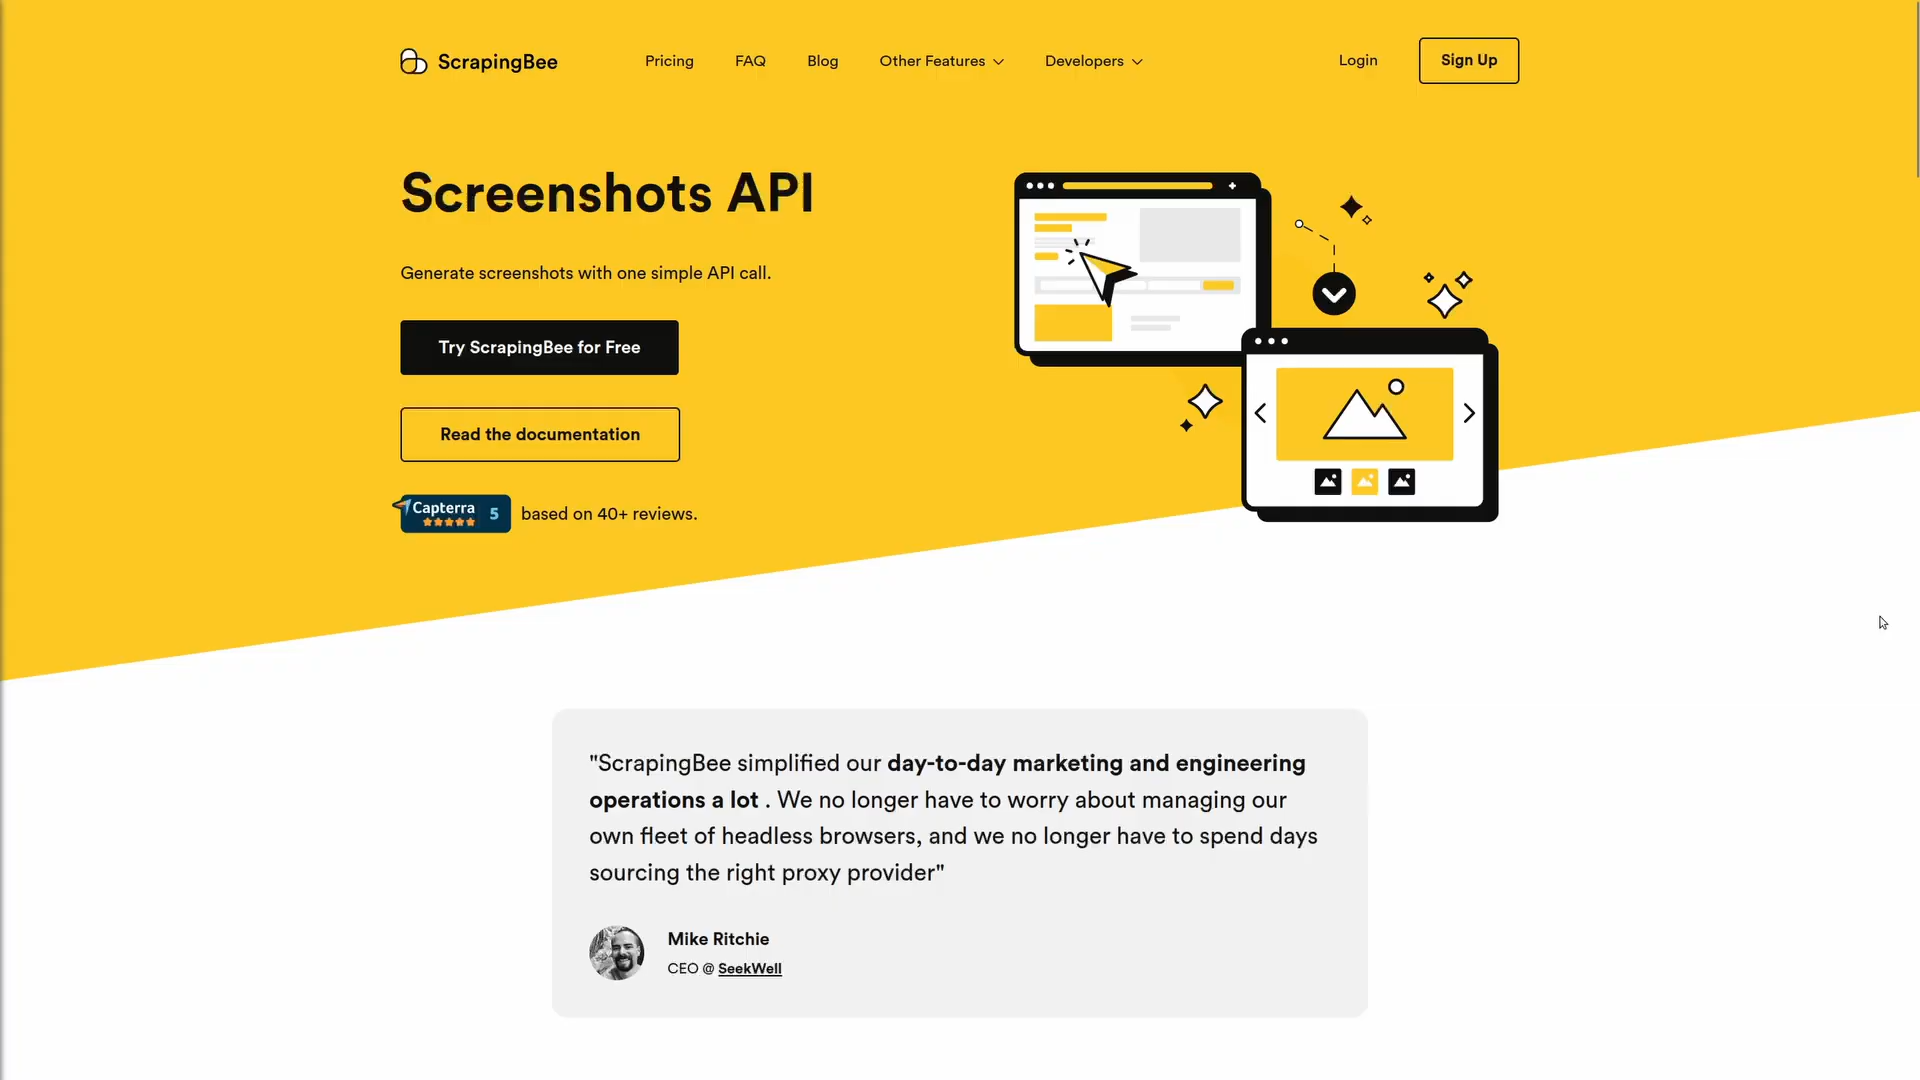 ScrapingBee
Pricing
FAQ
Blog
Other Features
Developers
Login
Sign Up
Screenshots API
Generate screenshots with one simple API call.
Try ScrapingBee for Free
Read the documentation
Capterra 5
based on 40+ reviews.
"ScrapingBee simplified our day-to-day marketing and engineering
operations a lot . We no longer have to worry about managing our
own fleet of headless browsers, and we no longer have to spend days
sourcing the right proxy provider"
Mike Ritchie
CEO @ SeekWell